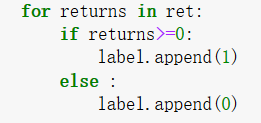 for returns in ret:
    if returns>=0:
        label.append(1)
    else :
        label.append(0)